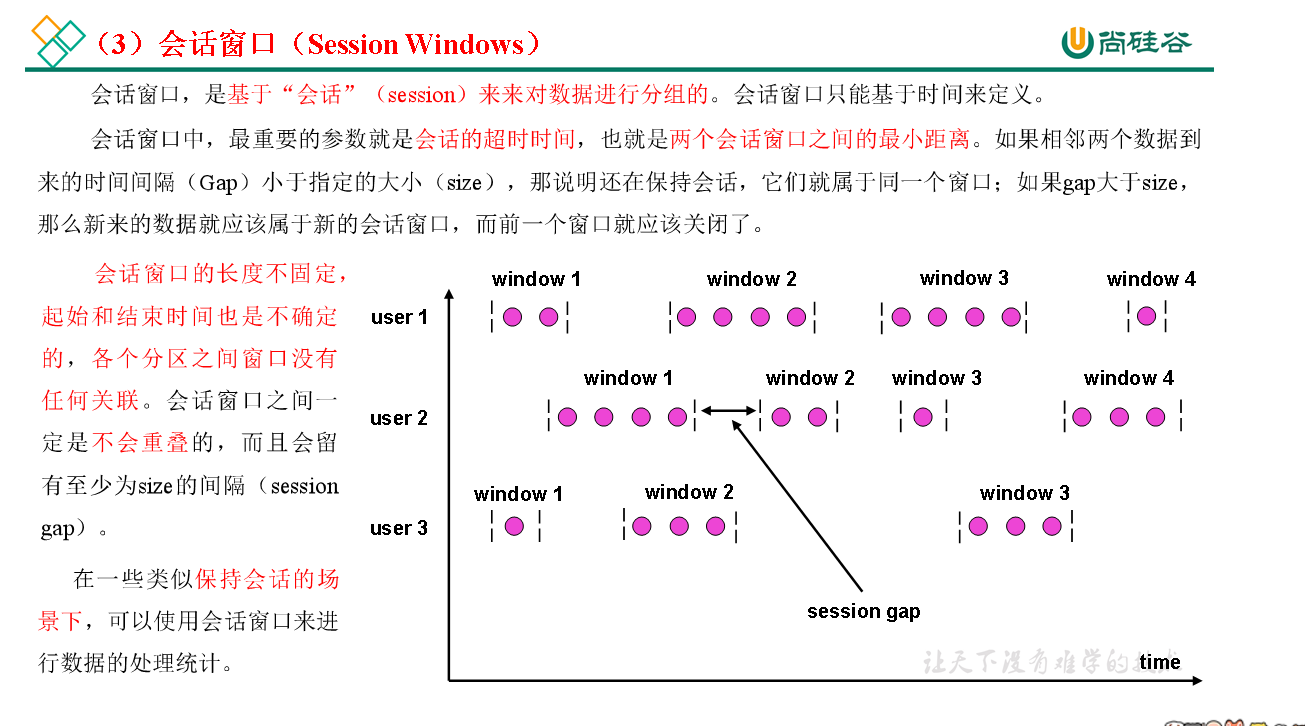 （3）会话窗口（Session Windows）
尚硅谷
会话窗口，是基于“会话”（session）来来对数据进行分组的。会话窗口只能基于时间来定义。
会话窗口中，最重要的参数就是会话的超时时间，也就是两个会话窗口之间的最小距离。如果相邻两个数据到
来的时间间隔（Gap）小于指定的大小（size），那说明还在保持会话，它们就属于同一个窗口；如果gap大于size，
那么新来的数据就应该属于新的会话窗口，而前一个窗口就应该关闭了。
会话窗口的长度不固定，
起始和结束时间也是不确定
的，各个分区之间窗口没有
任何关联。会话窗口之间一
定是不会重叠的，而且会留
有至少为size的间隔（session
gap）。
在一些类似保持会话的场
景下，可以使用会话窗口来进
行数据的处理统计。
window 1 window 2 window 3 window 4
user 1
window 1 window 2 window 3 window 4
user 2
window 1 window 2 window 3
user 3
session gap
让天下没有难学的技术
time